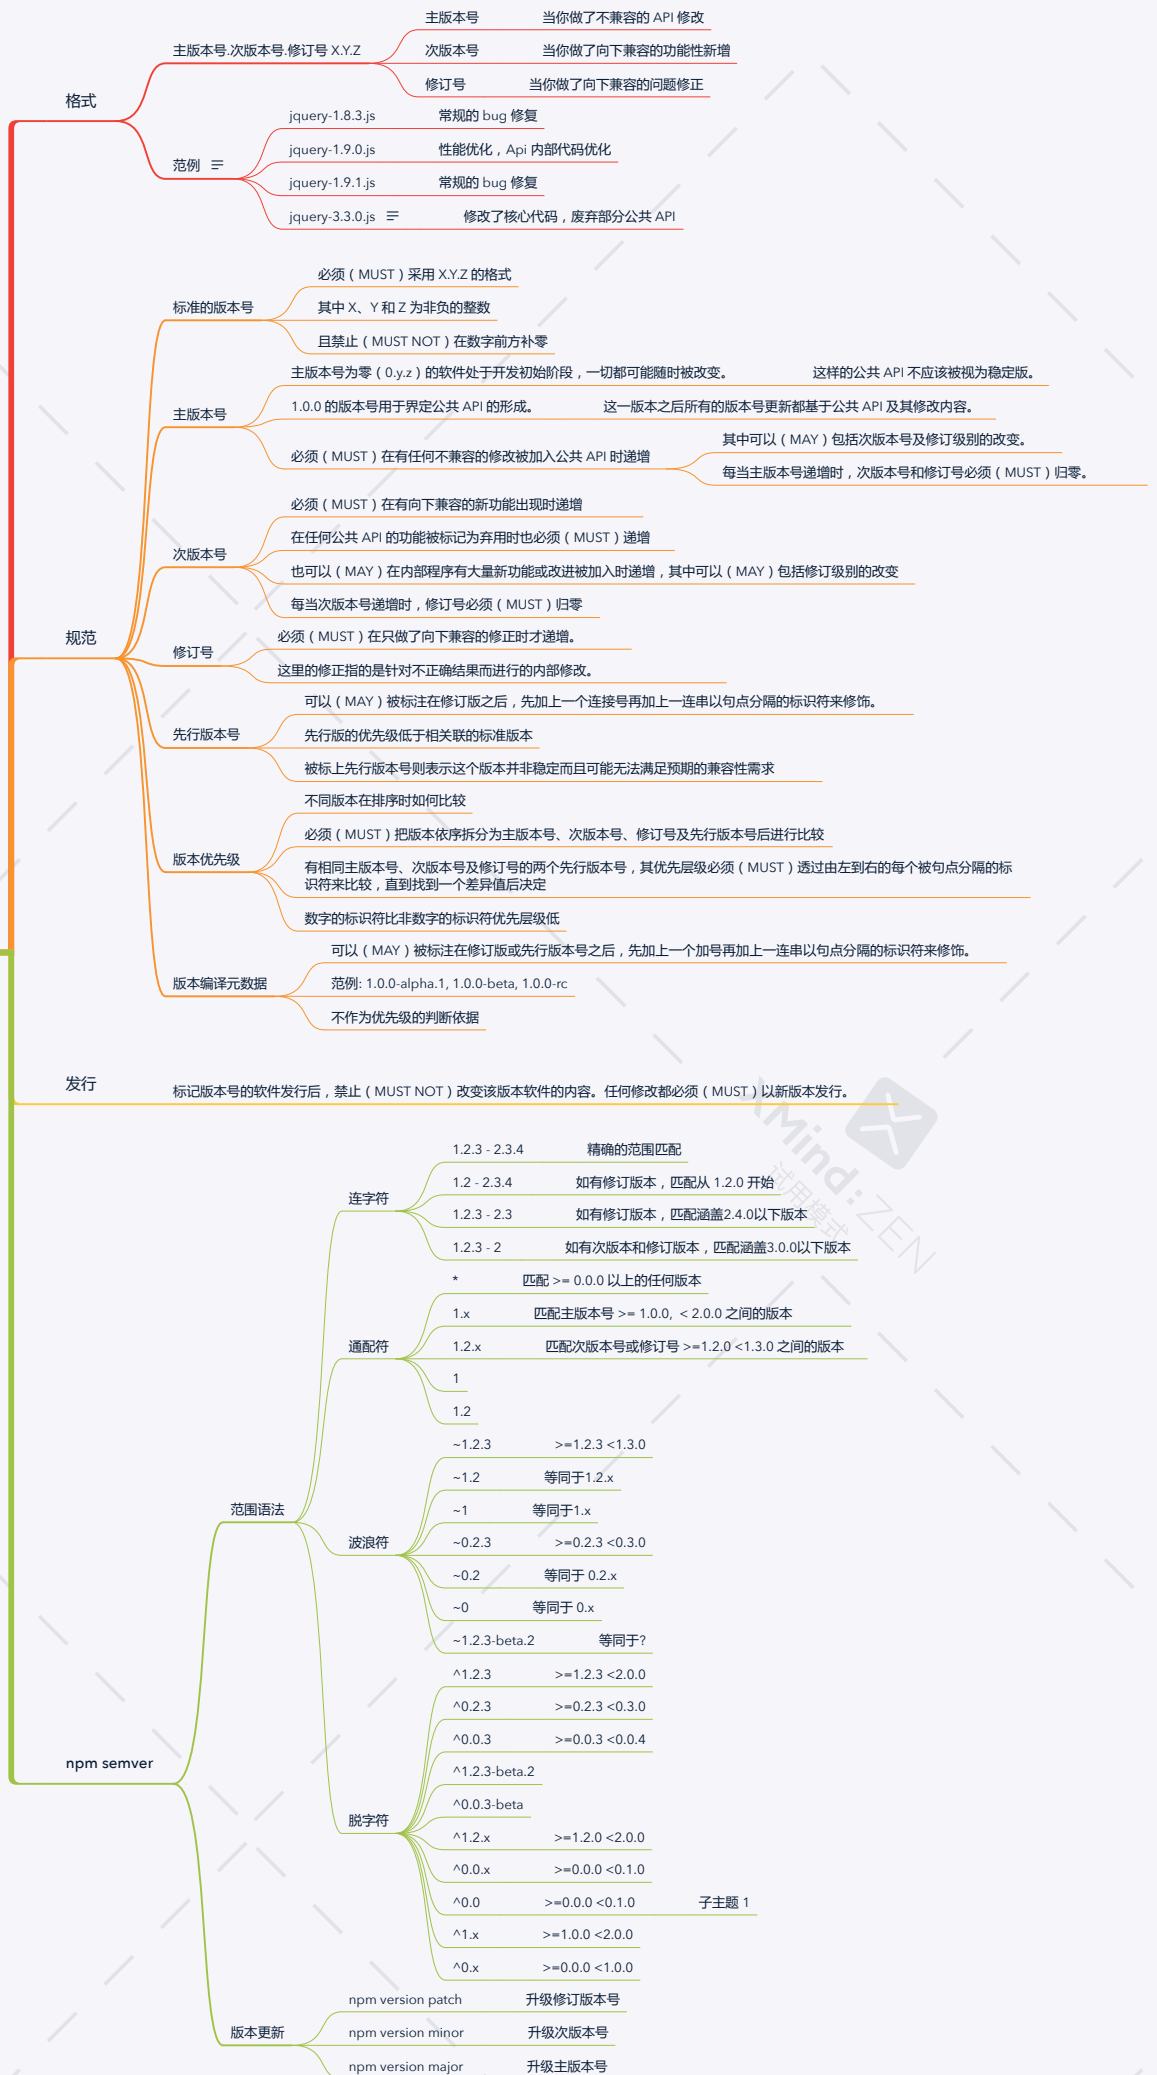 格式
主版本号.次版本号.修订号 X.Y.Z
主版本号 当你做了不兼容的 API 修改
次版本号 当你做了向下兼容的功能性新增
修订号 当你做了向下兼容的问题修正
范例
jquery-1.8.3.js 常规的 bug 修复
jquery-1.9.0.js 性能优化，Api 内部代码优化
jquery-1.9.1.js 常规的 bug 修复
jquery-3.3.0.js 修改了核心代码，废弃部分公共 API
规范
标准的版本号
必须（MUST）采用 X.Y.Z 的格式
其中 X、Y 和 Z 为非负的整数
且禁止（MUST NOT）在数字前方补零
主版本号
主版本号为零（0.y.z）的软件处于开发初始阶段，一切都可能随时被改变。 这样的公共 API 不应该被视为稳定版。
1.0.0 的版本号用于界定公共 API 的形成。 这一版本之后所有的版本号更新都基于公共 API 及其修改内容。
必须（MUST）在有任何不兼容的修改被加入公共 API 时递增
其中可以（MAY）包括次版本号及修订级别的改变。
每当主版本号递增时，次版本号和修订号必须（MUST）归零。
次版本号
必须（MUST）在有向下兼容的新功能出现时递增
在任何公共 API 的功能被标记为弃用时也必须（MUST）递增
也可以（MAY）在内部程序有大量新功能或改进被加入时递增，其中可以（MAY）包括修订级别的改变
每当次版本号递增时，修订号必须（MUST）归零
修订号
必须（MUST）在只做了向下兼容的修正时才递增。
这里的修正指的是针对不正确结果而进行的内部修改。
先行版本号
可以（MAY）被标注在修订版之后，先加上一个连接号再加上一连串以句点分隔的标识符来修饰。
先行版的优先级低于相关联的标准版本
被标上先行版本号则表示这个版本并非稳定而且可能无法满足预期的兼容性需求
版本优先级
不同版本在排序时如何比较
必须（MUST）把版本依序拆分为主版本号、次版本号、修订号及先行版本号后进行比较
有相同主版本号、次版本号及修订号的两个先行版本号，其优先层级必须（MUST）透过由左到右的每个被句点分隔的标
识符来比较，直到找到一个差异值后决定
数字的标识符比非数字的标识符优先层级低
版本编译元数据
可以（MAY）被标注在修订版或先行版本号之后，先加上一个加号再加上一连串以句点分隔的标识符来修饰。
范例: 1.0.0-alpha.1, 1.0.0-beta, 1.0.0-rc
不作为优先级的判断依据
发行
标记版本号的软件发行后，禁止（MUST NOT）改变该版本软件的内容。任何修改都必须（MUST）以新版本发行。
XMind:ZEN
试用模式
npm semver
范围语法
连字符
1.2.3 - 2.3.4 精确的范围匹配
1.2 - 2.3.4 如有修订版本，匹配从 1.2.0 开始
1.2.3 - 2.3 如有修订版本，匹配涵盖2.4.0以下版本
1.2.3 - 2 如有次版本和修订版本，匹配涵盖3.0.0以下版本
通配符
* 匹配 >= 0.0.0 以上的任何版本
1.x 匹配主版本号 >= 1.0.0, < 2.0.0 之间的版本
1.2.x 匹配次版本号或修订号 >=1.2.0 <1.3.0 之间的版本
1
1.2
波浪符
~1.2.3 >=1.2.3 <1.3.0
~1.2 等同于1.2.x
~1 等同于1.x
~0.2.3 >=0.2.3 <0.3.0
~0.2 等同于 0.2.x
~0 等同于 0.x
~1.2.3-beta.2 等同于?
脱字符
^1.2.3 >=1.2.3 <2.0.0
^0.2.3 >=0.2.3 <0.3.0
^0.0.3 >=0.0.3 <0.0.4
^1.2.3-beta.2
^0.0.3-beta
^1.2.x >=1.2.0 <2.0.0
^0.0.x >=0.0.0 <0.1.0
^0.0 >=0.0.0 <0.1.0 子主题 1
^1.x >=1.0.0 <2.0.0
^0.x >=0.0.0 <1.0.0
版本更新
npm version patch 升级修订版本号
npm version minor 升级次版本号
npm version major 升级主版本号